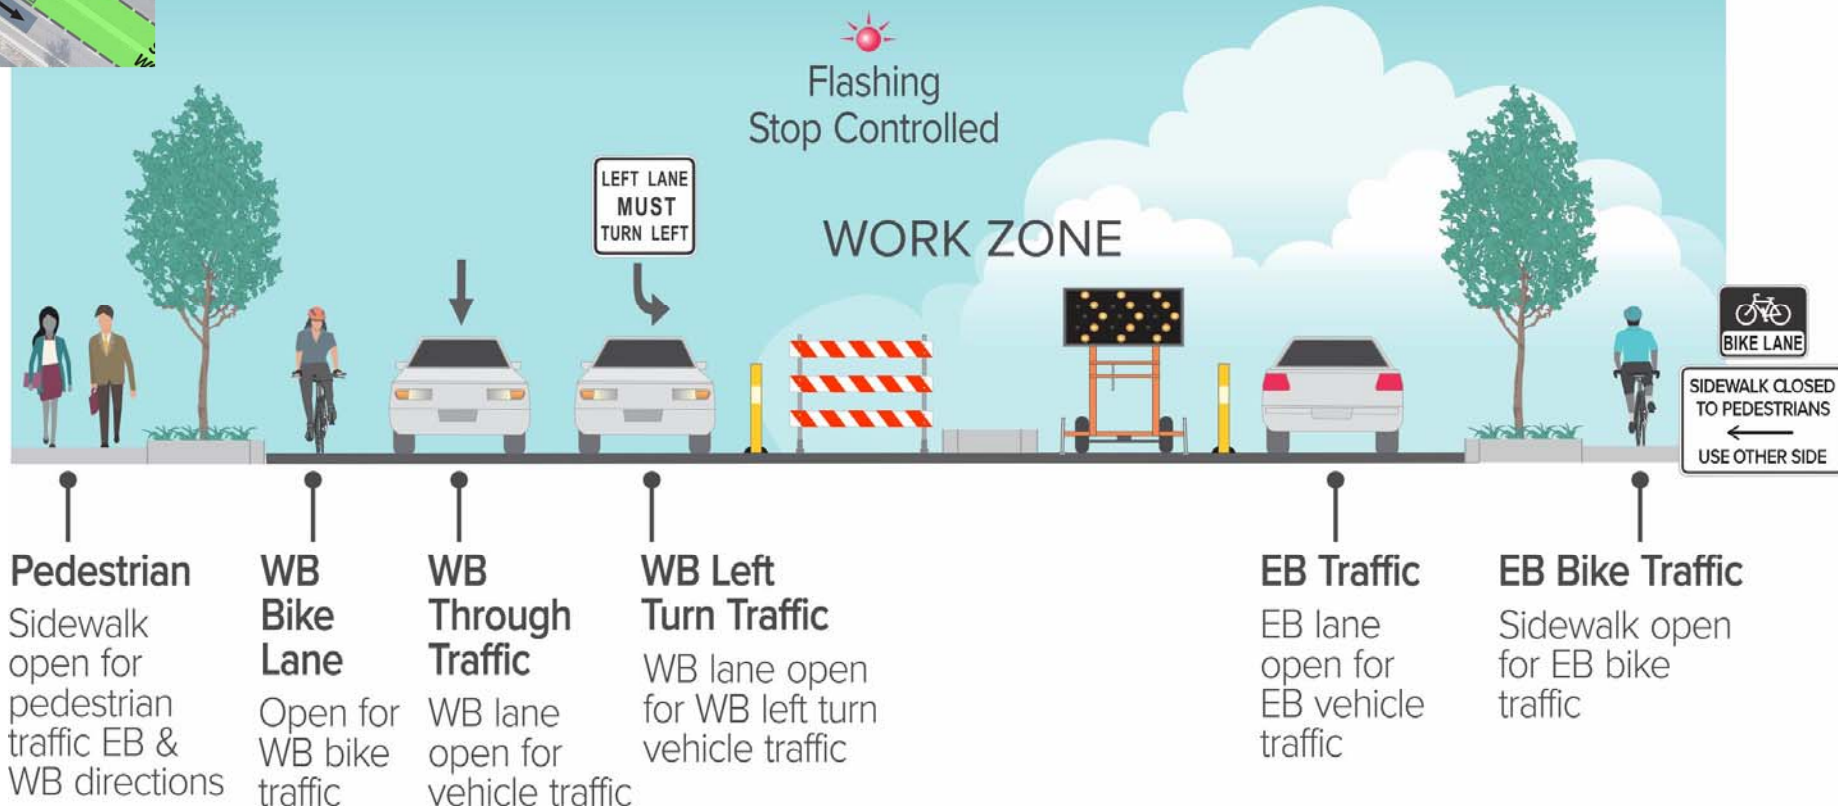 Flashing
Stop Controlled
LEFT LANE
MUST
TURN LEFT
WORK ZONE
BIKE LANE
SIDEWALK CLOSED
TO PEDESTRIANS
USE OTHER SIDE
Pedestrian
Sidewalk
open for
pedestrian
traffic EB &
WB directions
WB
Bike
Lane
Open for
WB bike
traffic
WB
Through
Traffic
WB lane
open for
vehicle traffic
WB Left
Turn Traffic
WB lane open
for WB left turn
vehicle traffic
EB Traffic
EB lane
open for
EB vehicle
traffic
EB Bike Traffic
Sidewalk open
for EB bike
traffic